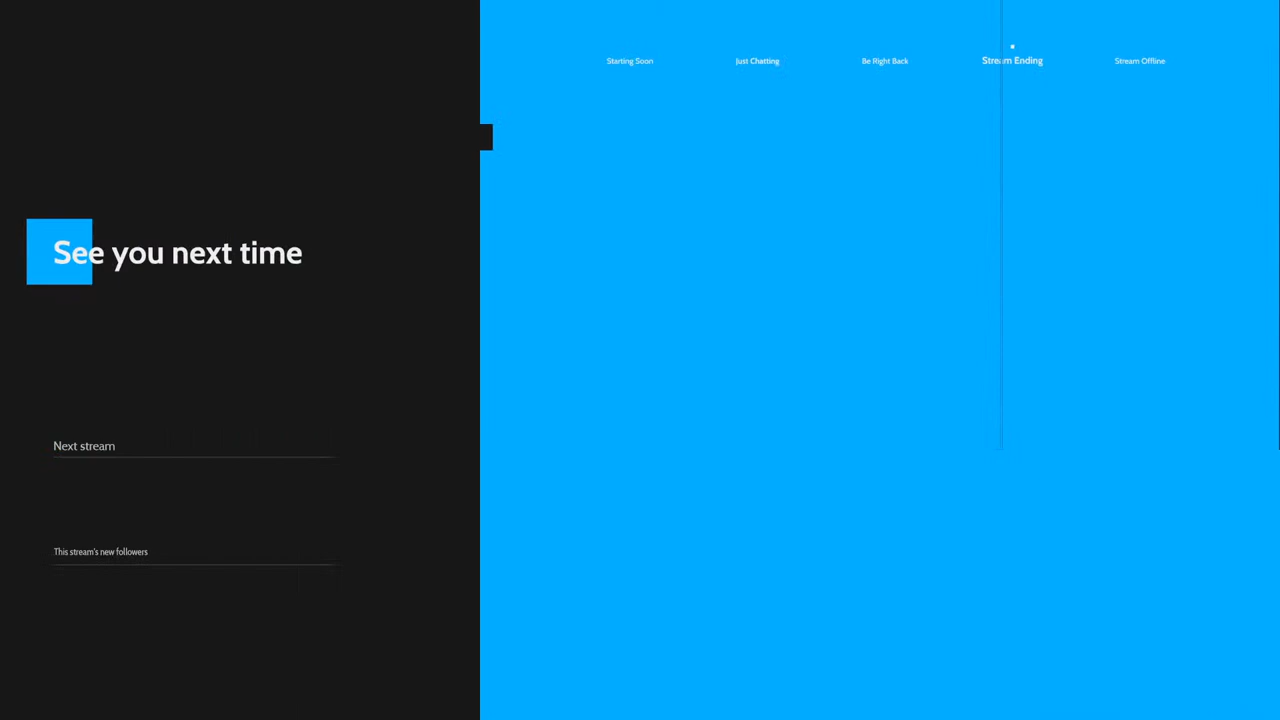 Starting Soon
Just Chatting
Be Right Back
Stream Ending
Stream Offline
See you next time
Next stream
This stream's new followers